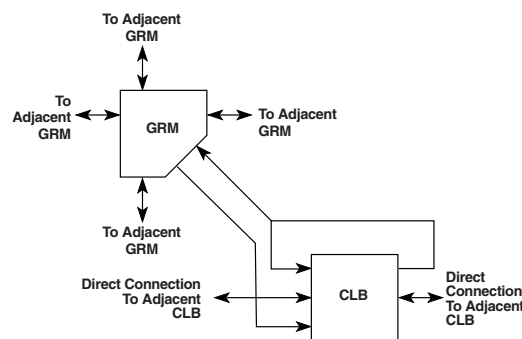 To Adjacent
GRM
To
Adjacent
GRM
GRM
To Adjacent
GRM
To Adjacent
GRM
Direct Connection
To Adjacent
CLB
CLB
Direct
Connection
To Adjacent
CLB